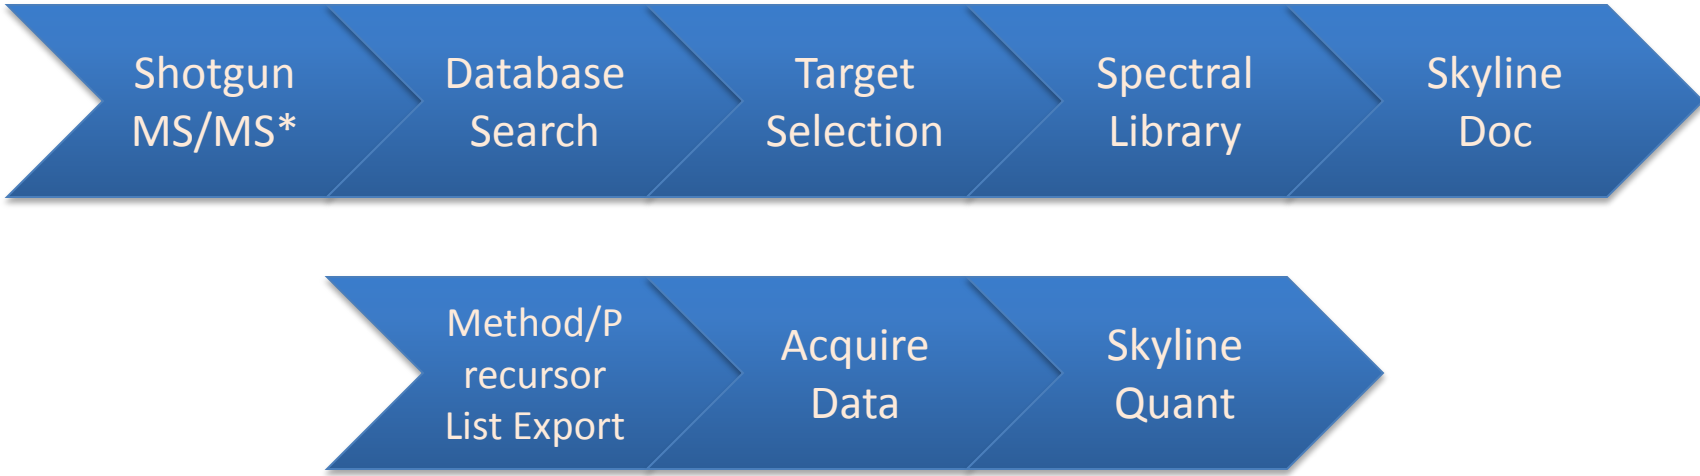 Shotgun
MS/MS*
Database
Search
Target
Selection
Spectral
Library
Skyline
Doc
Method/P
recursor
List Export
Acquire
Data
Skyline
Quant